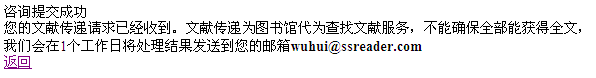 咨询提交成功
您的文献传递请求已经收到。文献传递为图书馆代为查找文献服务，不能确保全部能获得全文，
我们会在1个工作日将处理结果发送到您的邮箱wuhui@ssreader.com
返回